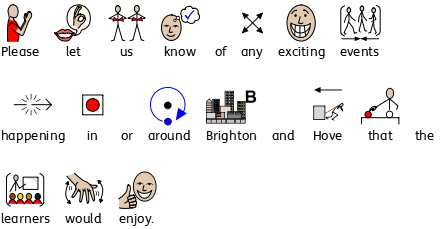 Please let us know of any exciting events
B
happening in or around Brighton and Hove that the
learners would enjoy.